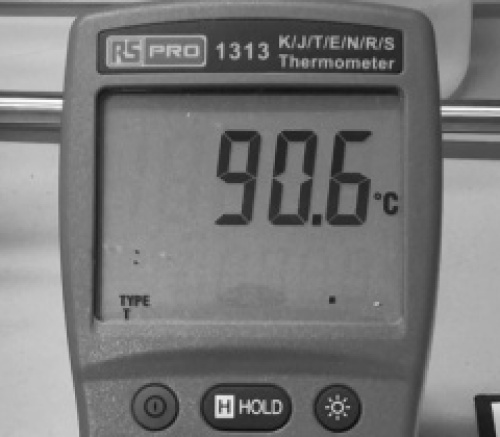 RS PRO 1313 K/J/T/E/N/R/S
Thermometer
90.6 °C
TYPE
T
H HOLD